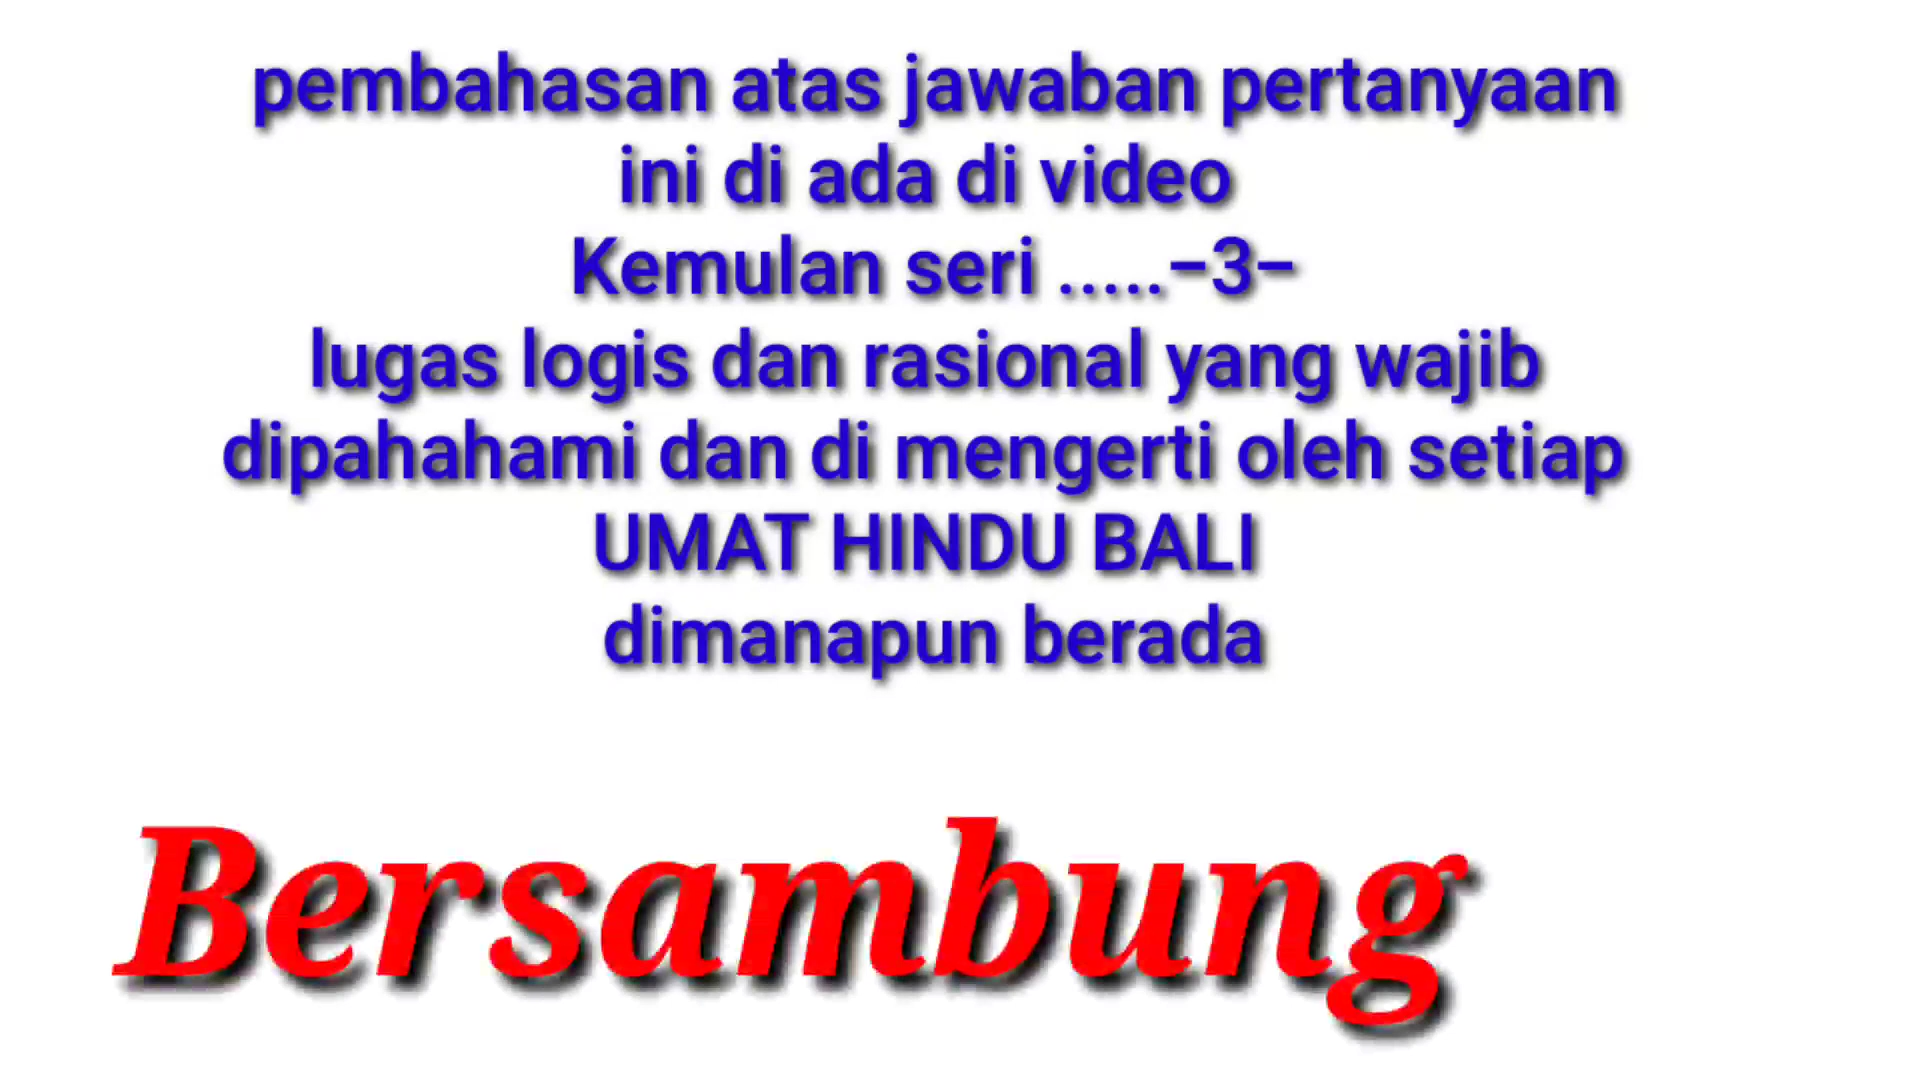 pembahasan atas jawaban pertanyaan
ini di ada di video
Kemulan seri .....-3-
lugas logis dan rasional yang wajib
dipahahami dan di mengerti oleh setiap
UMAT HINDU BALI
dimanapun berada
Bersambung